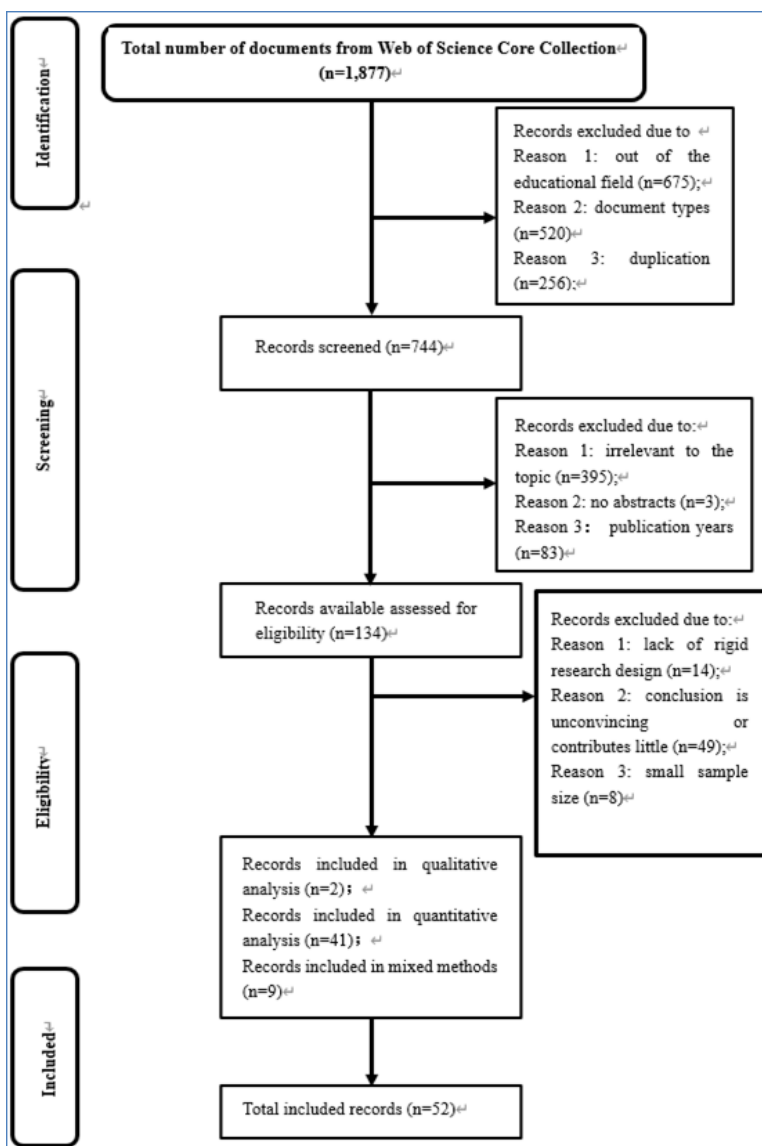 Total number of documents from Web of Science Core Collection↵
(n=1,877)↵
Identification↵
↵
Records excluded due to ↵
Reason 1: out of the
educational field (n=675);↵
Reason 2: document types
(n=520)
Reason 3: duplication
(n=256);↵
Records screened (n=744)↵
Screening↵
Records excluded due to:↵
Reason 1: irrelevant to the
topic (n=395);↵
Reason 2: no abstracts (n=3);↵
Reason 3： publication years
(n=83)↵
Records available assessed for
eligibility (n=134)↵
Records excluded due to:↵
Reason 1: lack of rigid
research design (n=14);↵
Reason 2: conclusion is
unconvincing or
contributes little (n=49);↵
Reason 3: small sample
size (n=8)↵
Eligibility↵
Records included in qualitative
analysis (n=2)； ↵
Records included in quantitative
analysis (n=41)； ↵
Records included in mixed methods
(n=9)↵
Included↵
Total included records (n=52)↵